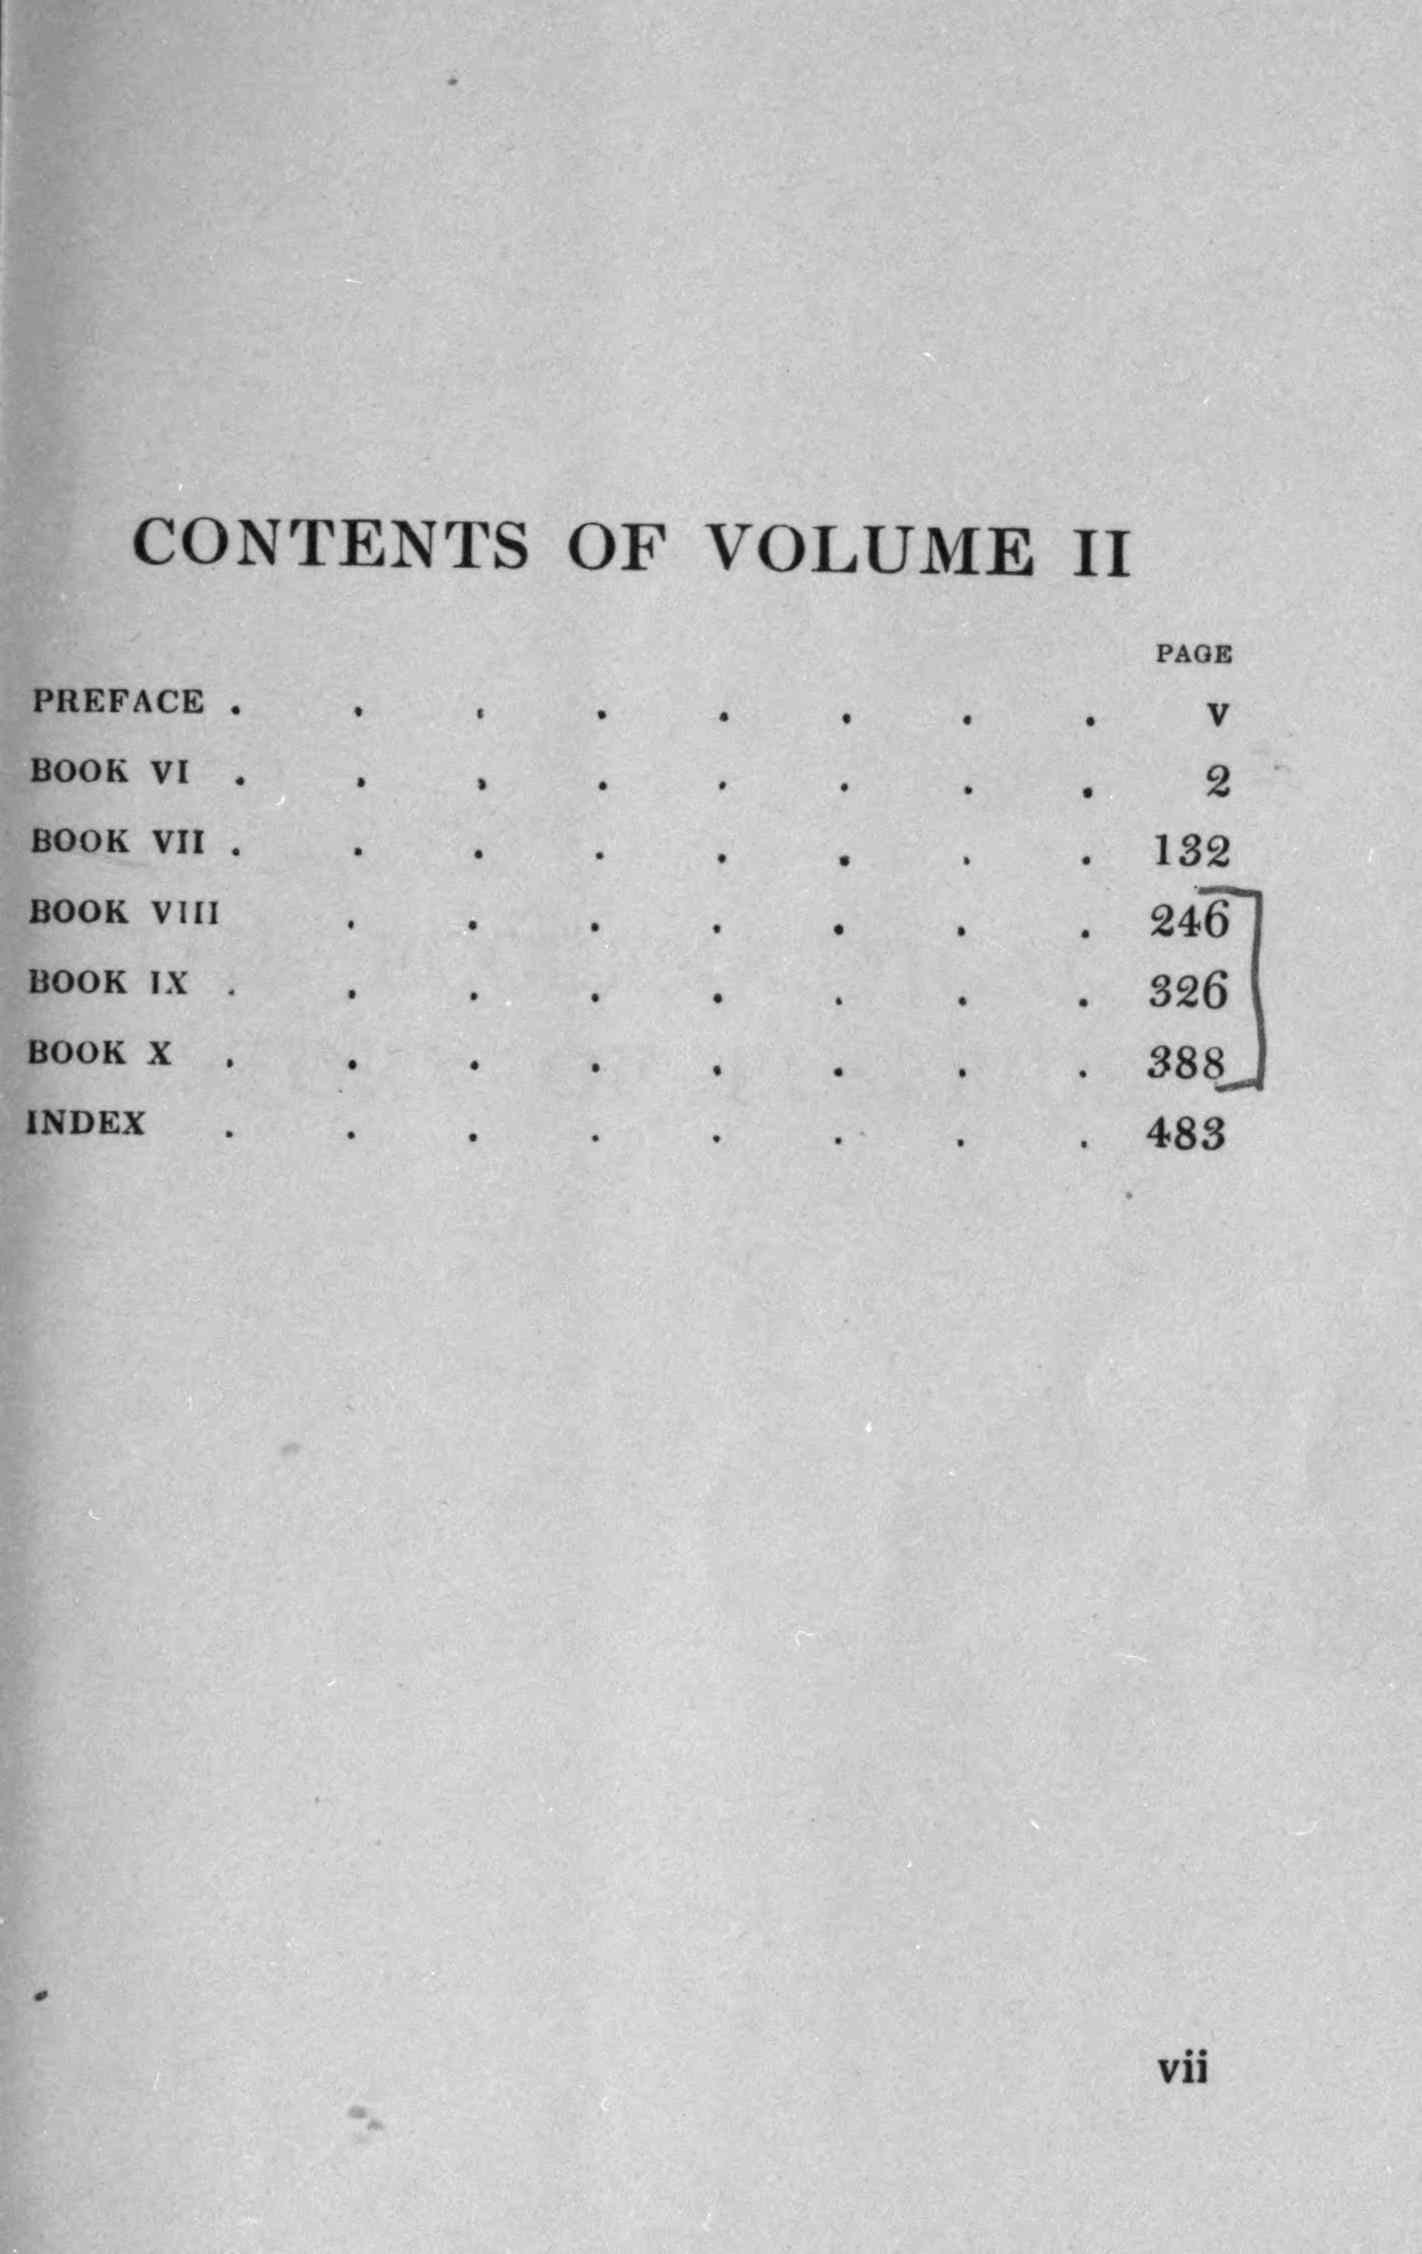 CONTENTS OF VOLUME II
PAGE
PREFACE . . . . . . . . v
BOOK VI . . . . . . . . 2
BOOK VII . . . . . . . . 132
BOOK VIII . . . . . . . 246
BOOK IX . . . . . . . . 326
BOOK X . . . . . . . . 388
INDEX . . . . . . . . 483
vii